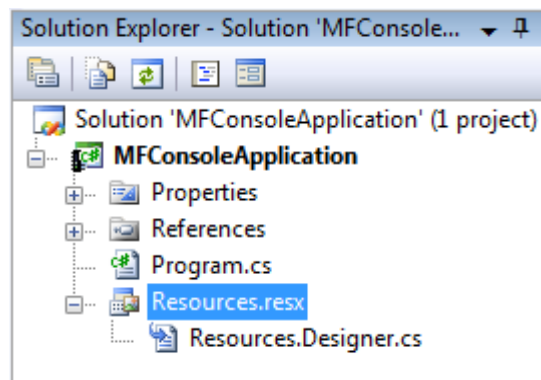 Solution Explorer - Solution 'MFConsole...
Solution 'MFConsoleApplication' (1 project)
MFConsoleApplication
Properties
References
Program.cs
Resources.resx
Resources.Designer.cs